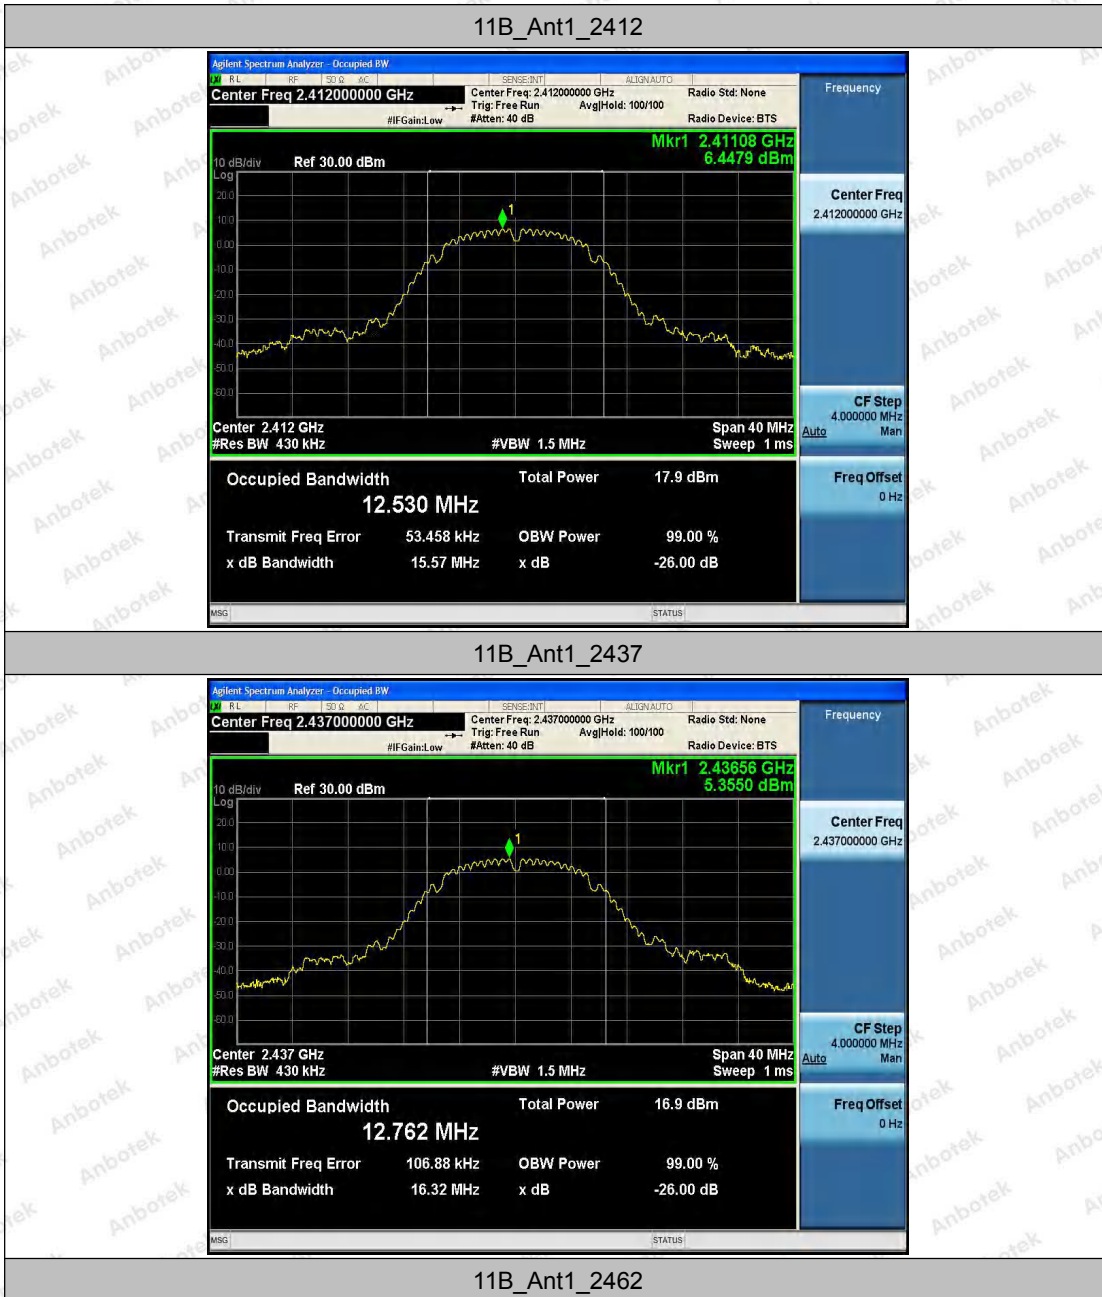 11B_Ant1_2412
Agilent Spectrum Analyzer - Occupied BW
LXI RL RF 50 Ω AC SENSE:INT ALIGNAUTO
Center Freq 2.412000000 GHz
Center Freq: 2.412000000 GHz Radio Std: None
Trig: Free Run Avg|Hold: 100/100
#IFGain:Low #Atten: 40 dB Radio Device: BTS
Mkr1 2.41108 GHz
6.4479 dBm
10 dB/div Ref 30.00 dBm
Log
20.0
10.0
0.00
-10.0
-20.0
-30.0
-40.0
-50.0
-60.0
1
Center 2.412 GHz Span 40 MHz
#Res BW 430 kHz #VBW 1.5 MHz Sweep 1 ms
Occupied Bandwidth Total Power 17.9 dBm
12.530 MHz
Transmit Freq Error 53.458 kHz OBW Power 99.00 %
x dB Bandwidth 15.57 MHz x dB -26.00 dB
MSG STATUS
Frequency
Center Freq
2.412000000 GHz
CF Step
4.000000 MHz
Auto Man
Freq Offset
0 Hz
11B_Ant1_2437
Agilent Spectrum Analyzer - Occupied BW
LXI RL RF 50 Ω AC SENSE:INT ALIGNAUTO
Center Freq 2.437000000 GHz
Center Freq: 2.437000000 GHz Radio Std: None
Trig: Free Run Avg|Hold: 100/100
#IFGain:Low #Atten: 40 dB Radio Device: BTS
Mkr1 2.43656 GHz
5.3550 dBm
10 dB/div Ref 30.00 dBm
Log
20.0
10.0
0.00
-10.0
-20.0
-30.0
-40.0
-50.0
-60.0
1
Center 2.437 GHz Span 40 MHz
#Res BW 430 kHz #VBW 1.5 MHz Sweep 1 ms
Occupied Bandwidth Total Power 16.9 dBm
12.762 MHz
Transmit Freq Error 106.88 kHz OBW Power 99.00 %
x dB Bandwidth 16.32 MHz x dB -26.00 dB
MSG STATUS
Frequency
Center Freq
2.437000000 GHz
CF Step
4.000000 MHz
Auto Man
Freq Offset
0 Hz
11B_Ant1_2462
Anbotek